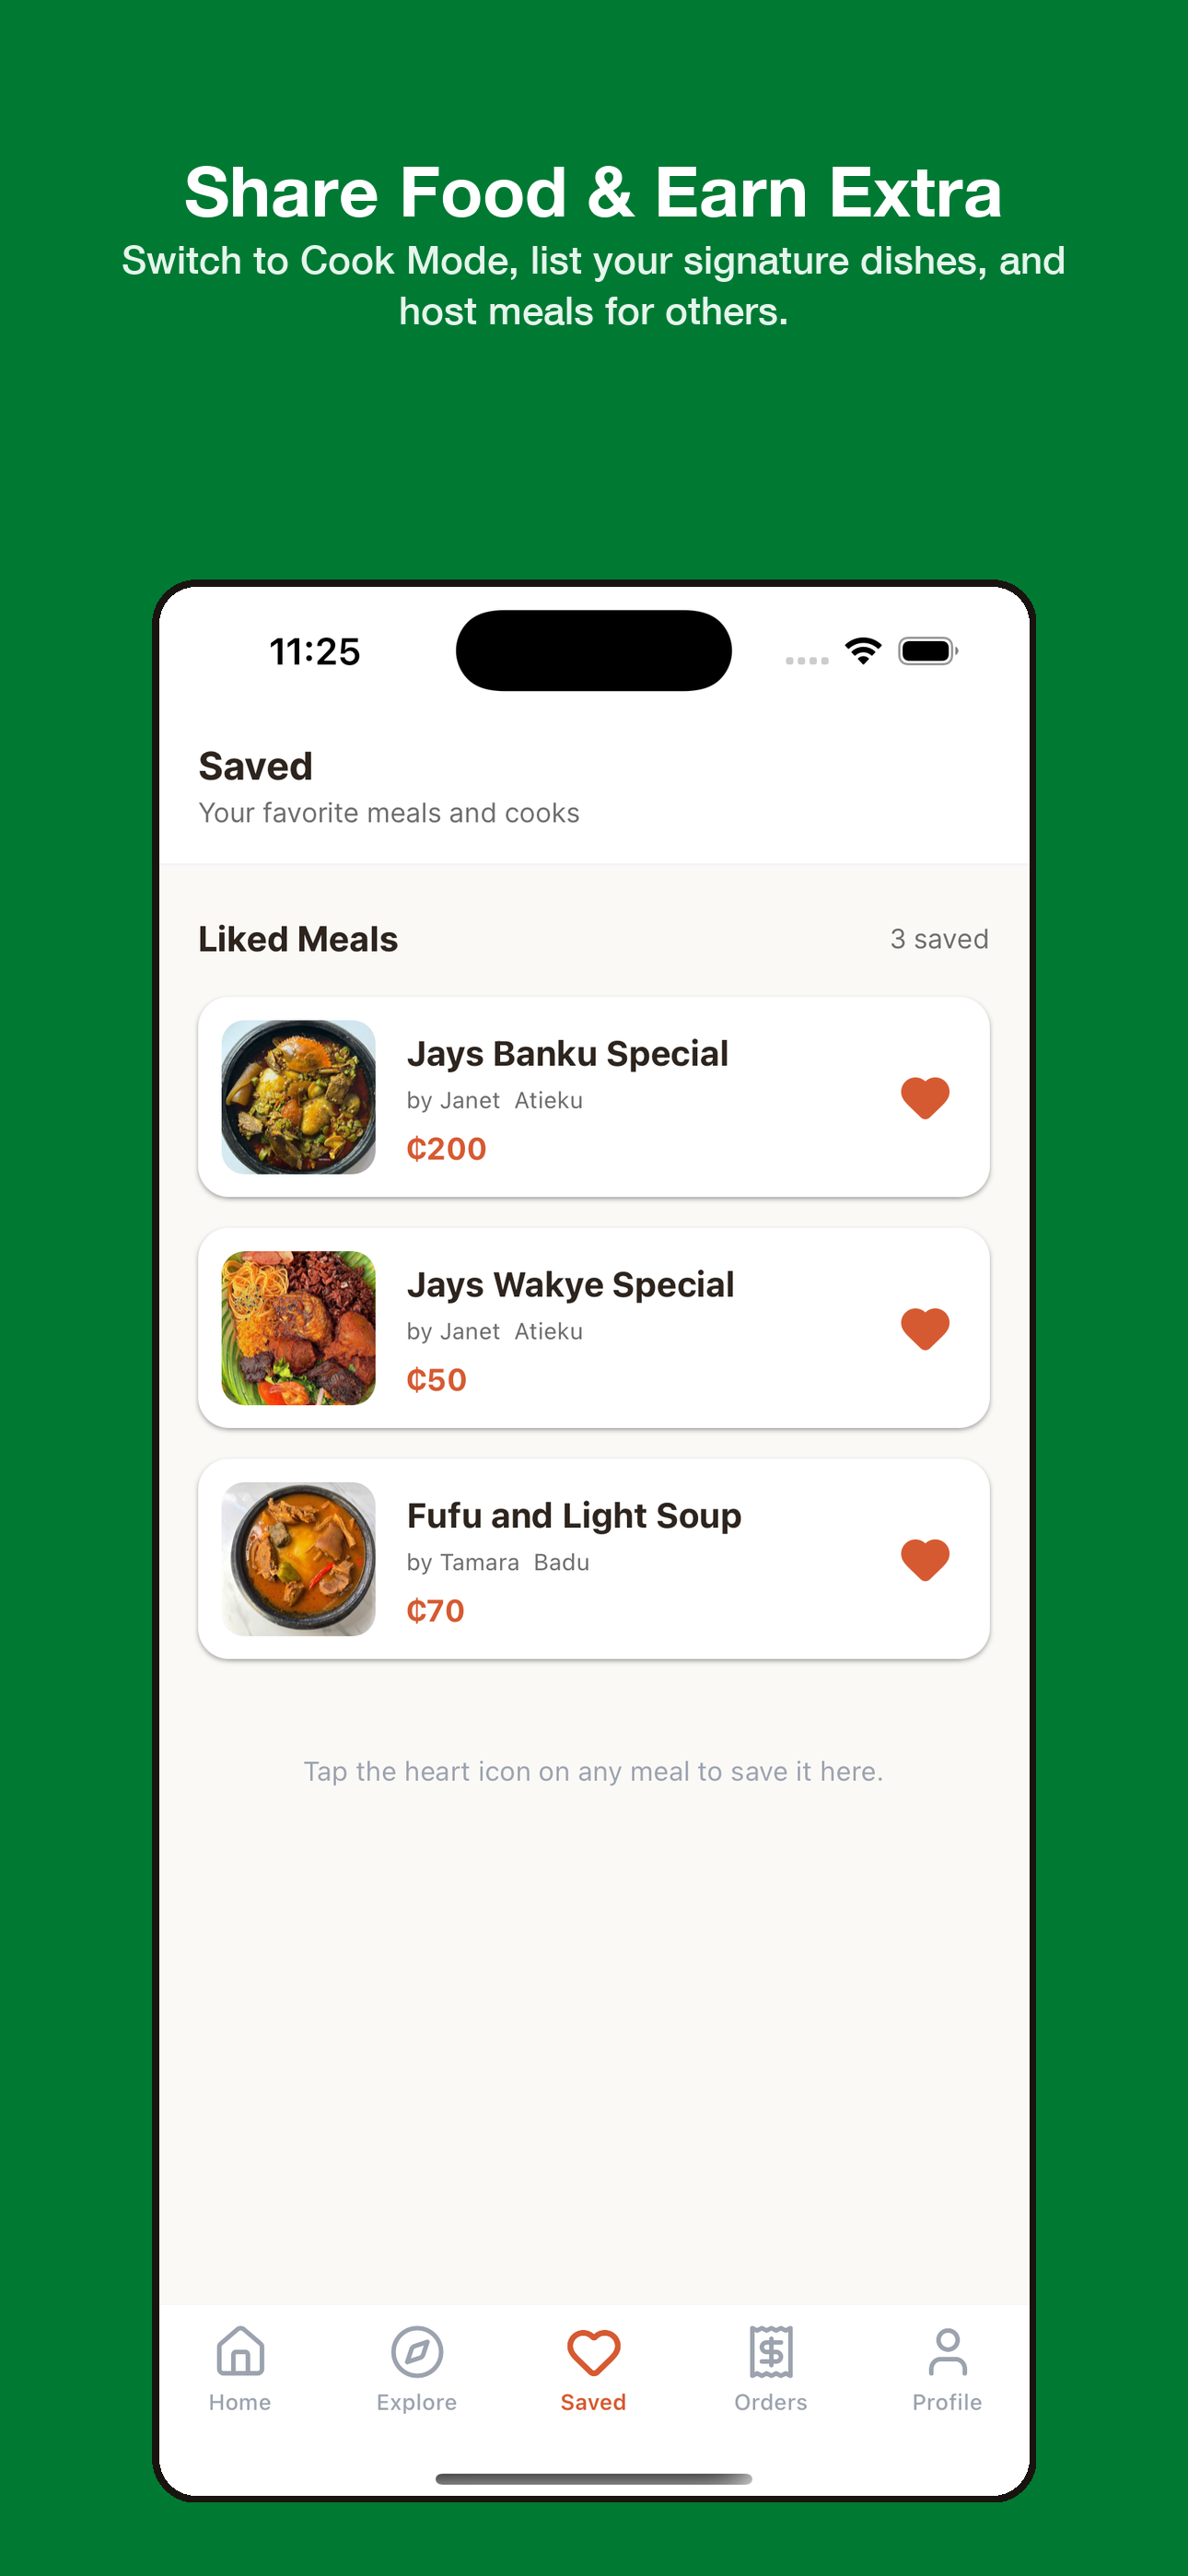 Share Food & Earn Extra
Switch to Cook Mode, list your signature dishes, and
host meals for others.
11:25
Saved
Your favorite meals and cooks
Liked Meals
3 saved
Jays Banku Special
by Janet  Atieku
₵200
Jays Wakye Special
by Janet  Atieku
₵50
Fufu and Light Soup
by Tamara  Badu
₵70
Tap the heart icon on any meal to save it here.
Home
Explore
Saved
Orders
Profile